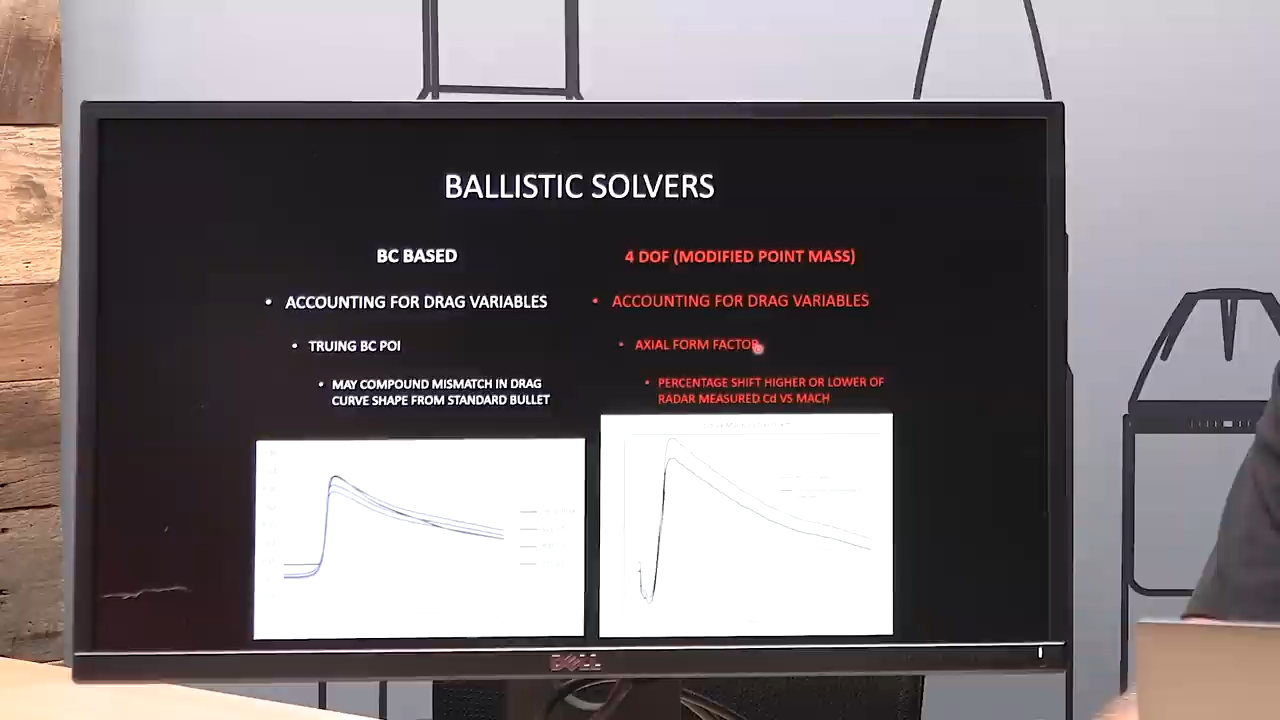 BALLISTIC SOLVERS
BC BASED
• ACCOUNTING FOR DRAG VARIABLES
• TRUING BC POI
• MAY COMPOUND MISMATCH IN DRAG
CURVE SHAPE FROM STANDARD BULLET
4 DOF (MODIFIED POINT MASS)
• ACCOUNTING FOR DRAG VARIABLES
• AXIAL FORM FACTOR
• PERCENTAGE SHIFT HIGHER OR LOWER OF
RADAR MEASURED Cd VS MACH
DELL